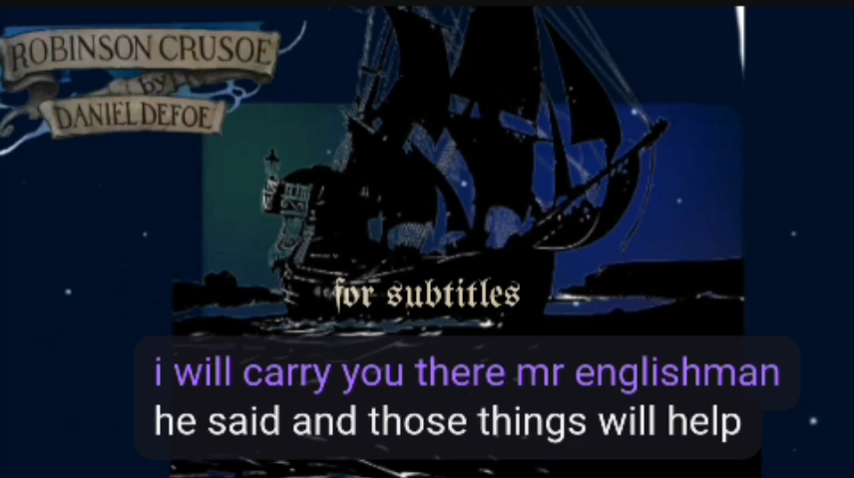 ROBINSON CRUSOE
by
DANIEL DEFOE
for subtitles
i will carry you there mr englishman
he said and those things will help